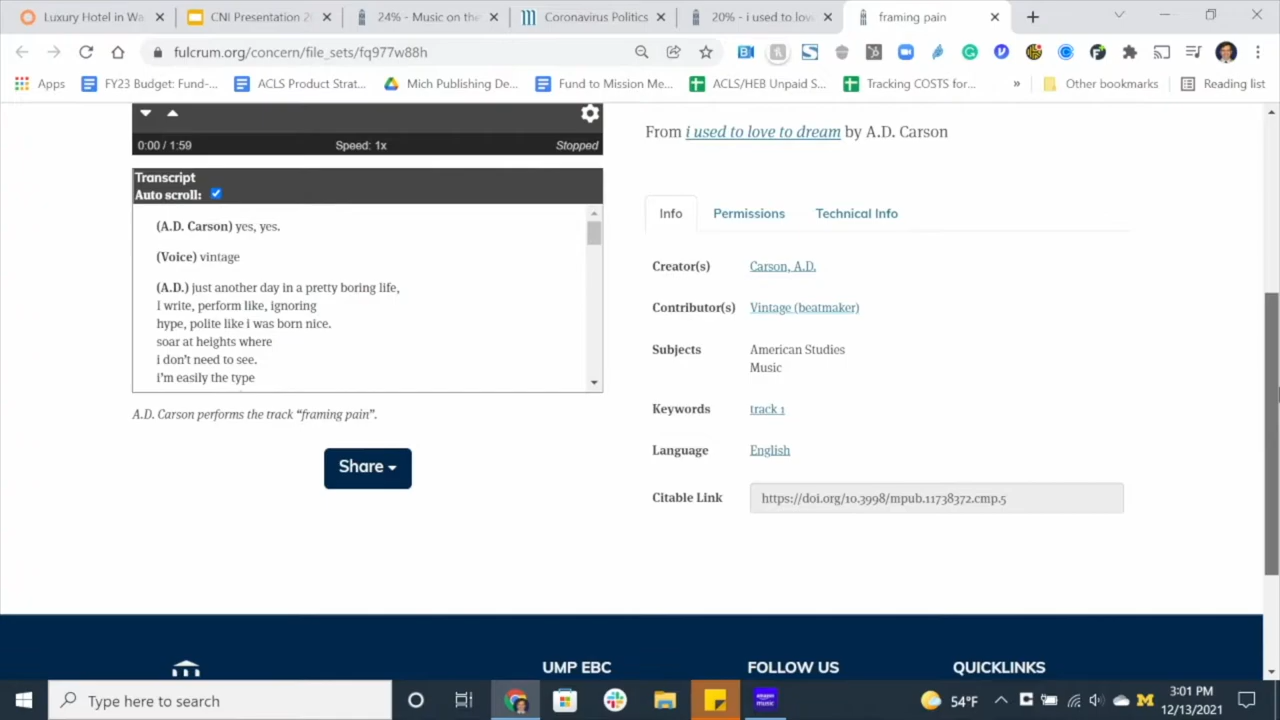 Luxury Hotel in Wa
CNI Presentation 2
24% - Music on the
Coronavirus Politics
20% - i used to lov
framing pain
fulcrum.org/concern/file_sets/fq977w88h
Apps
FY23 Budget: Fund-...
ACLS Product Strat...
Mich Publishing De...
Fund to Mission Me...
ACLS/HEB Unpaid S...
Tracking COSTS for...
»
Other bookmarks
Reading list
0:00 / 1:59
Speed: 1x
Stopped
Transcript
Auto scroll:
(A.D. Carson) yes, yes.
(Voice) vintage
(A.D.) just another day in a pretty boring life,
I write, perform like, ignoring
hype, polite like i was born nice.
soar at heights where
i don't need to see.
i'm easily the type
A.D. Carson performs the track “framing pain”.
Share
From i used to love to dream by A.D. Carson
Info
Permissions
Technical Info
Creator(s)
Carson, A.D.
Contributor(s)
Vintage (beatmaker)
Subjects
American Studies
Music
Keywords
track 1
Language
English
Citable Link
https://doi.org/10.3998/mpub.11738372.cmp.5
UMP EBC
FOLLOW US
QUICKLINKS
Type here to search
amazon
music
54°F
3:01 PM
12/13/2021